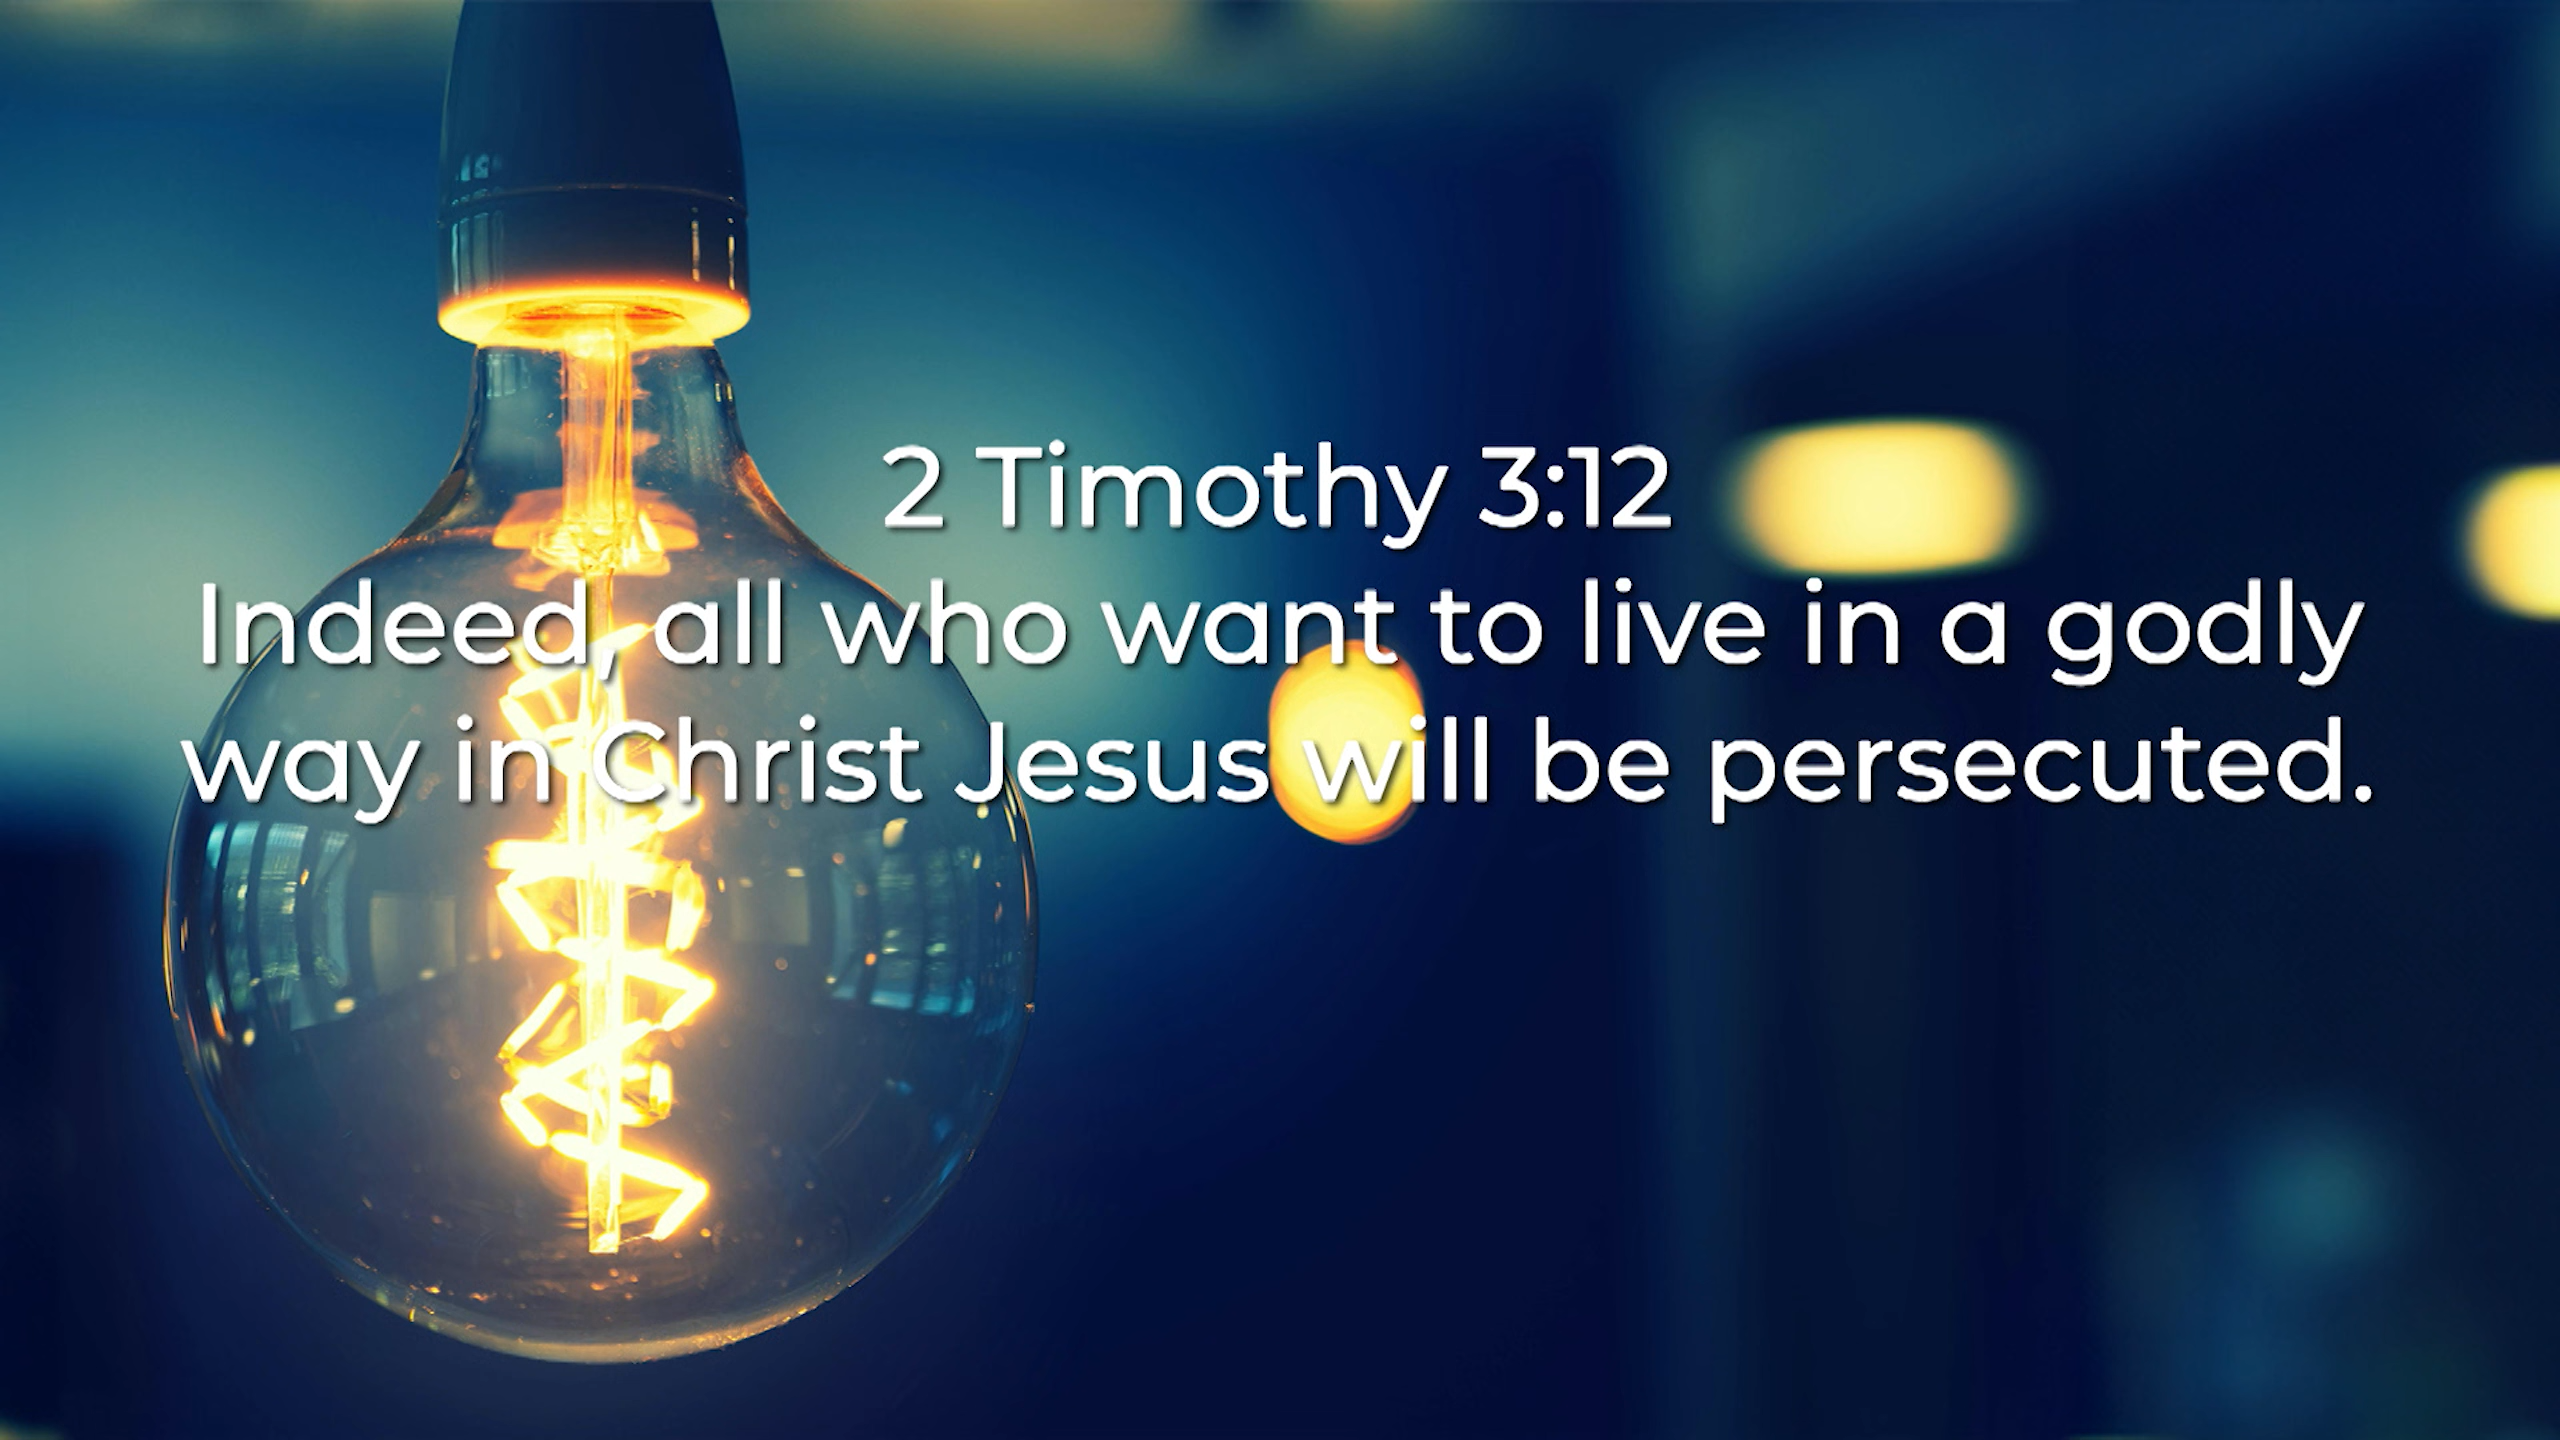 2 Timothy 3:12
Indeed, all who want to live in a godly
way in Christ Jesus will be persecuted.